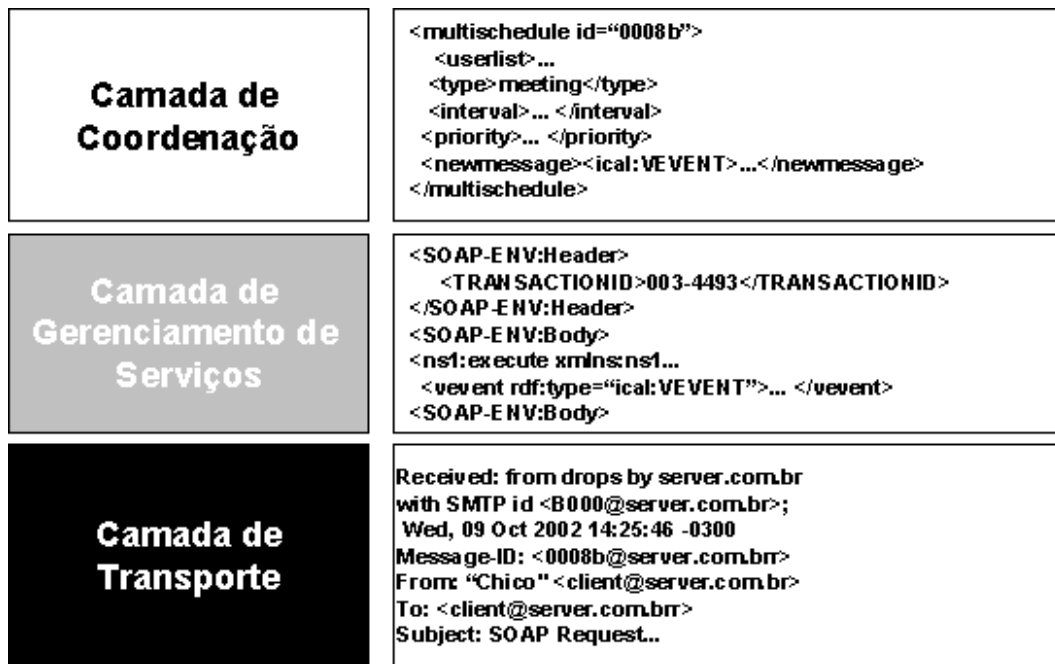 Camada de
Coordenação
<multischedule id=“0008b”>
<userlist>...
<type>meeting</type>
<interval>... </interval>
<priority>... </priority>
<newmessage><ical:VEVENT>...</newmessage>
</multischedule>
Camada de
Gerenciamento de
Serviços
<SOAP-ENV:Header>
<TRANSACTIONID>003-4493</TRANSACTIONID>
</SOAP-ENV:Header>
<SOAP-ENV:Body>
<ns1:execute xmlns:ns1...
<vevent rdf:type=“ical:VEVENT”>... </vevent>
<SOAP-ENV:Body>
Camada de
Transporte
Received: from drops by server.com.br
with SMTP id <B000@server.com.br>;
Wed, 09 Oct 2002 14:25:46 -0300
Message-ID: <0008b@server.com.brr>
From: “Chico” <client@server.com.br>
To: <client@server.com.brr>
Subject: SOAP Request...